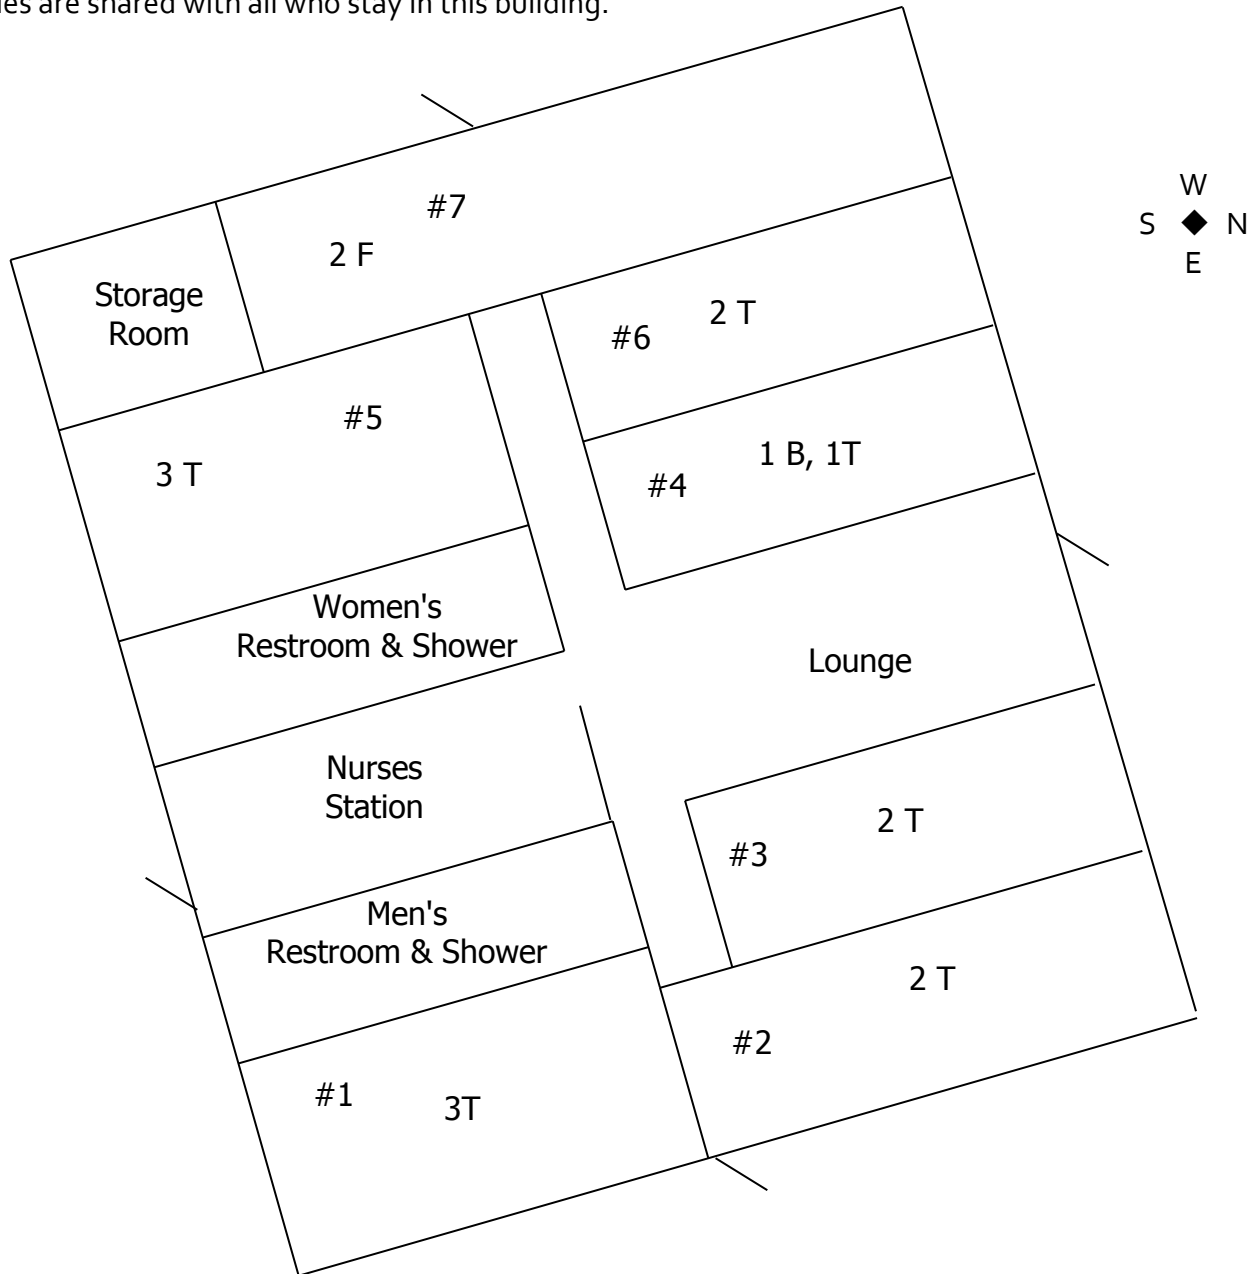 are shared with all who stay in this building.
#7
W
S N
E
2 F
Storage
Room
#6 2 T
#5
3 T
#4 1 B, 1T
Women's
Restroom & Shower
Lounge
Nurses
Station
#3 2 T
Men's
Restroom & Shower
#2 2 T
#1 3T